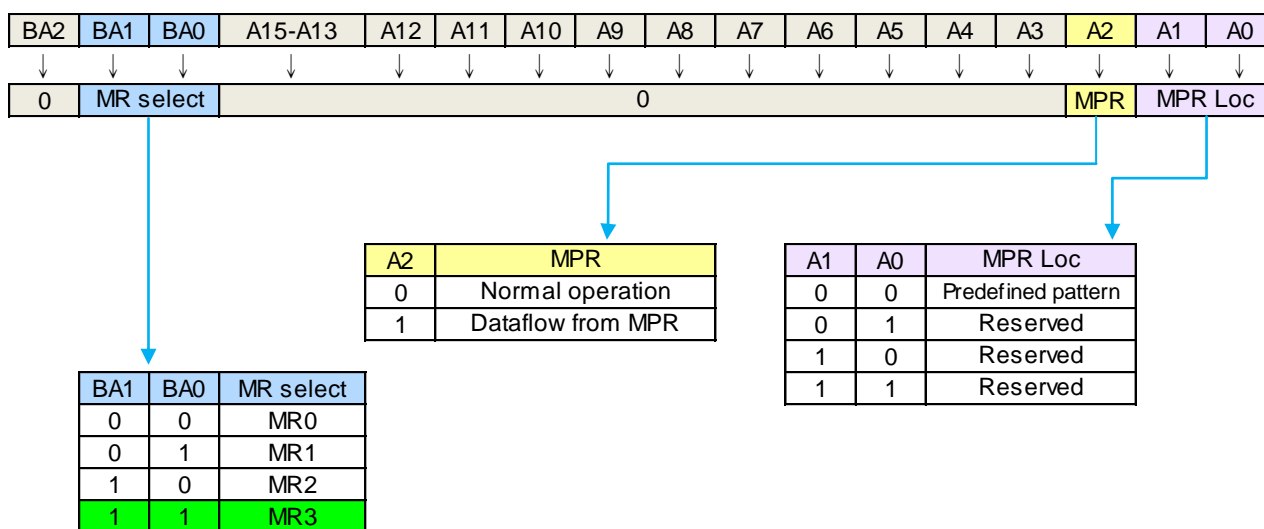 BA2 BA1 BA0 A15-A13 A12 A11 A10 A9 A8 A7 A6 A5 A4 A3 A2 A1 A0
0 MR select 0 MPR MPR Loc
A2 MPR
0 Normal operation
1 Dataflow from MPR
A1 A0 MPR Loc
0 0 Predefined pattern
0 1 Reserved
1 0 Reserved
1 1 Reserved
BA1 BA0 MR select
0 0 MR0
0 1 MR1
1 0 MR2
1 1 MR3